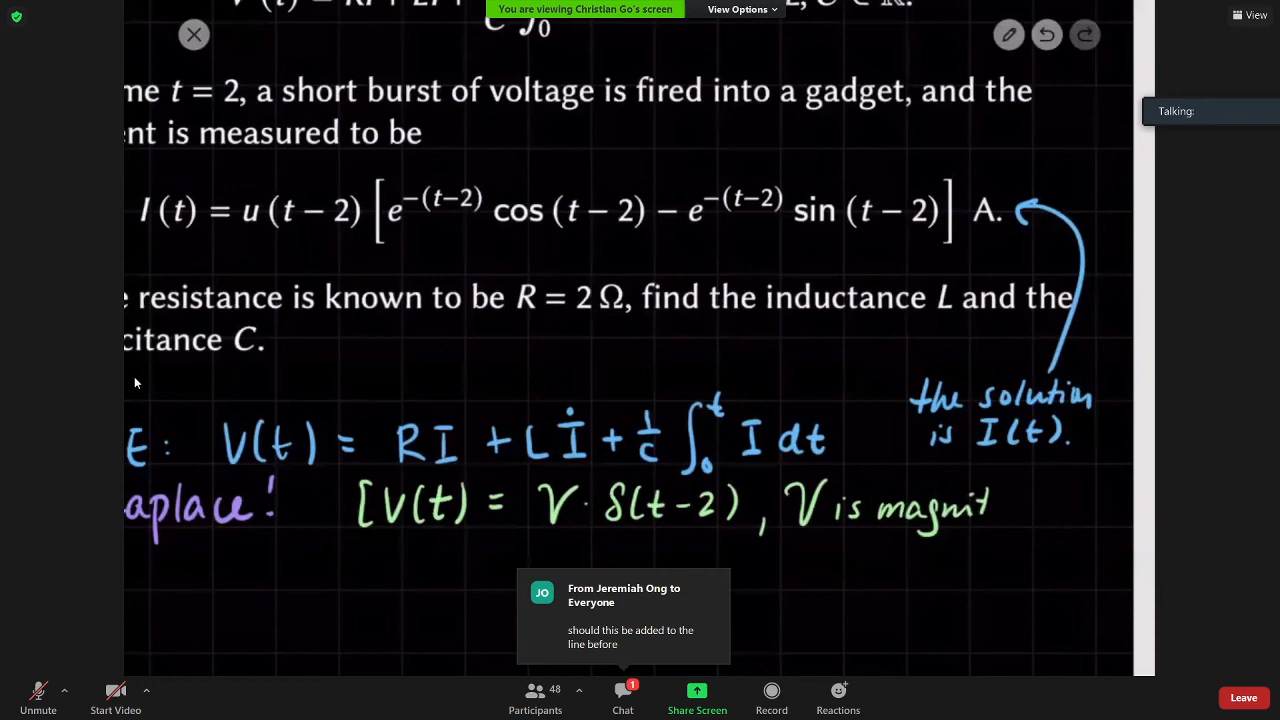 You are viewing Christian Go's screen
View Options
View
Talking:
me t = 2, a short burst of voltage is fired into a gadget, and the
nt is measured to be
I(t) = u(t − 2) [e^{−(t−2)} cos(t − 2) − e^{−(t−2)} sin(t − 2)] A.
e resistance is known to be R = 2 Ω, find the inductance L and the
citance C.
the solution
is I(t).
E: V(t) = RI + Lİ + 1/C ∫₀ᵗ I dt
aplace! [V(t) = V · δ(t−2), V is magnit
JO
From Jeremiah Ong to
Everyone
should this be added to the
line before
Unmute
Start Video
48
Participants
1
Chat
Share Screen
Record
Reactions
Leave